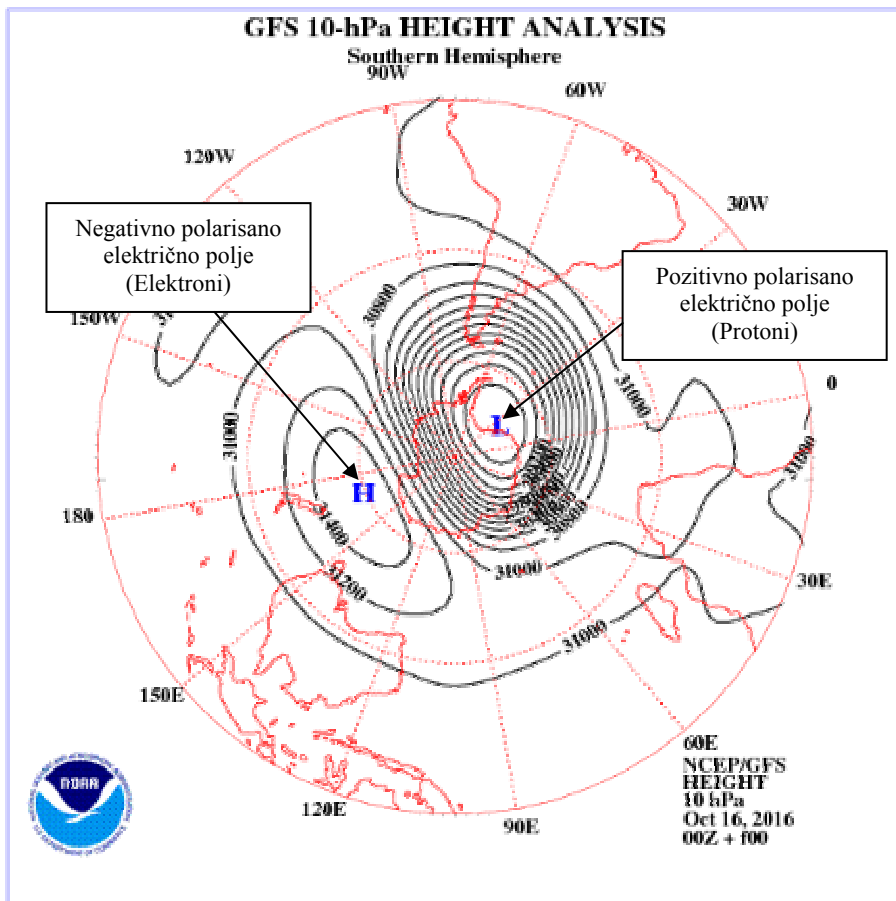 GFS 10-hPa HEIGHT ANALYSIS
Southern Hemisphere
90W
60W
120W
30W
Negativno polarisano
električno polje
(Elektroni)
Pozitivno polarisano
električno polje
(Protoni)
150W
30800
31000
0
L
31000
31000
H
180
31400
31200
31000
31000
30E
150E
60E
120E
90E
NOAA
NCEP/GFS
HEIGHT
10 hPa
Oct 16, 2016
00Z + f00